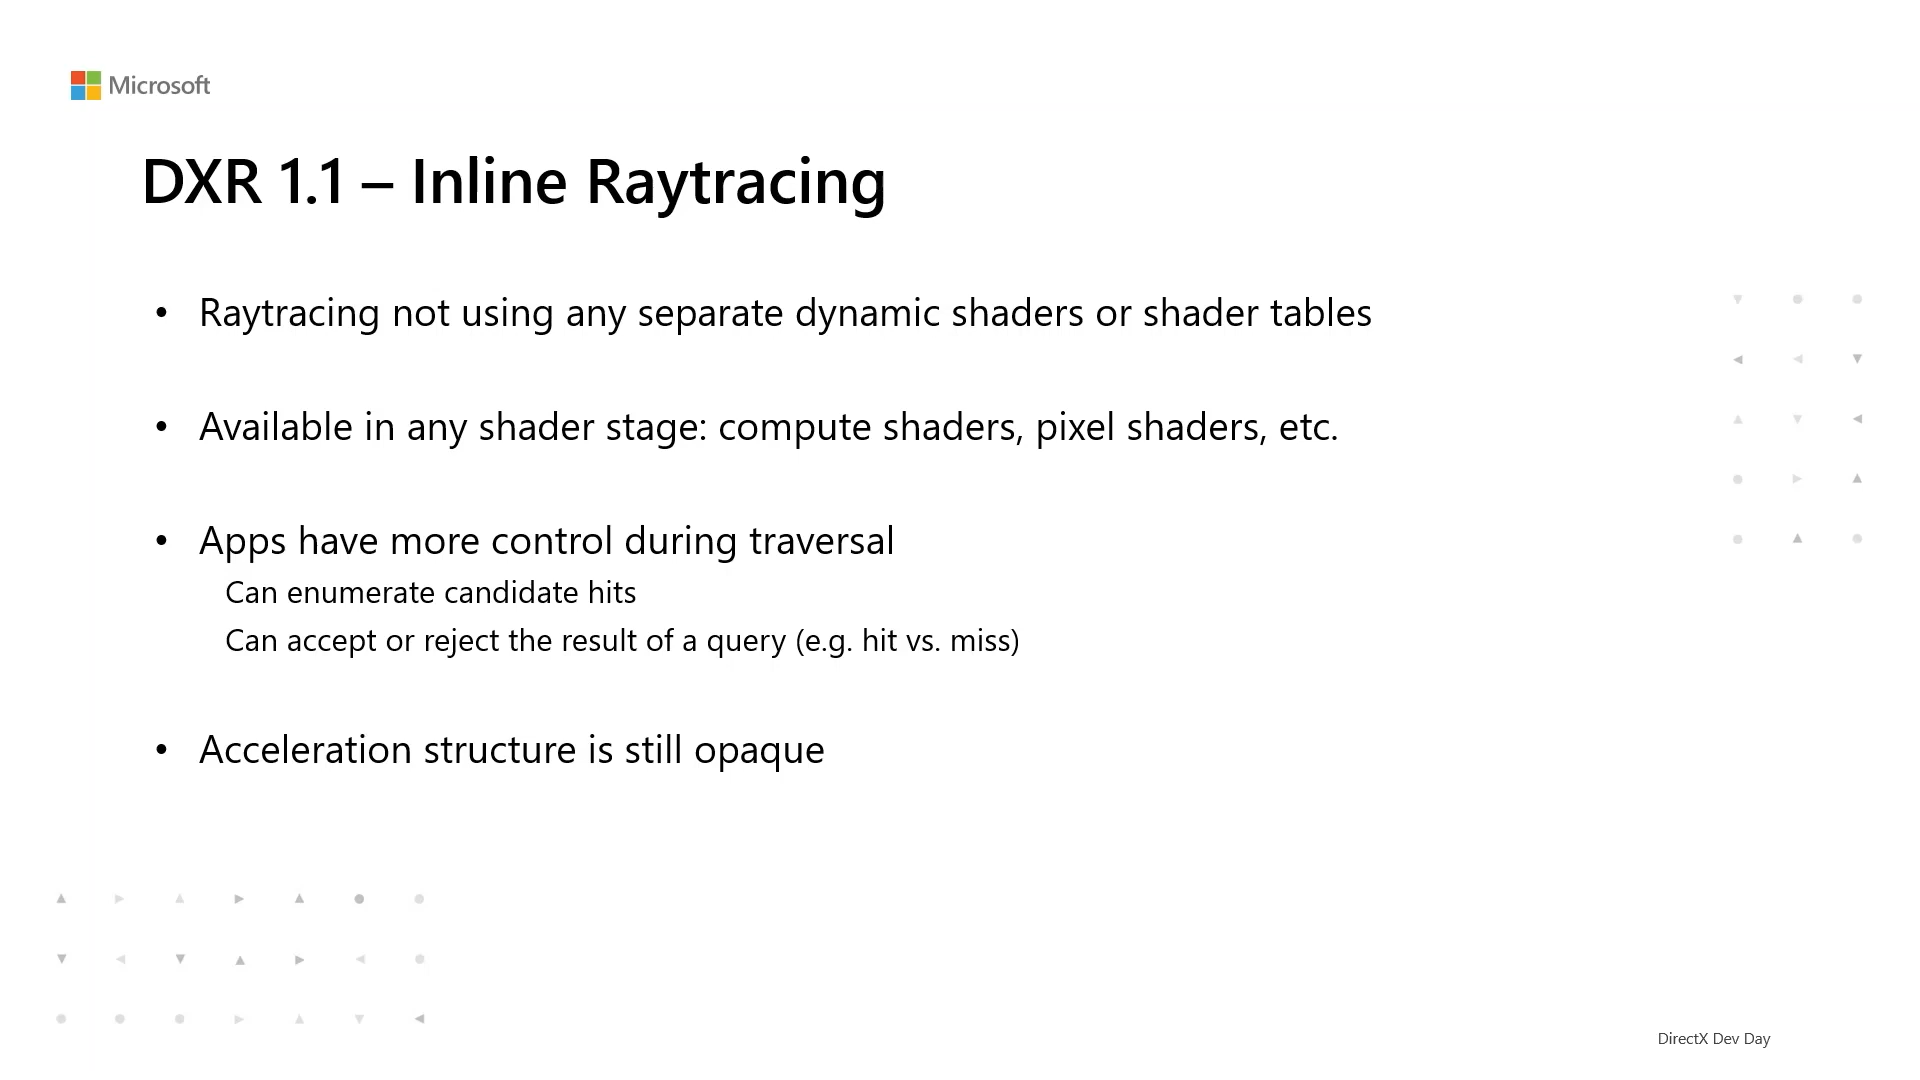 Microsoft
DXR 1.1 – Inline Raytracing
• Raytracing not using any separate dynamic shaders or shader tables
• Available in any shader stage: compute shaders, pixel shaders, etc.
• Apps have more control during traversal
Can enumerate candidate hits
Can accept or reject the result of a query (e.g. hit vs. miss)
• Acceleration structure is still opaque
DirectX Dev Day